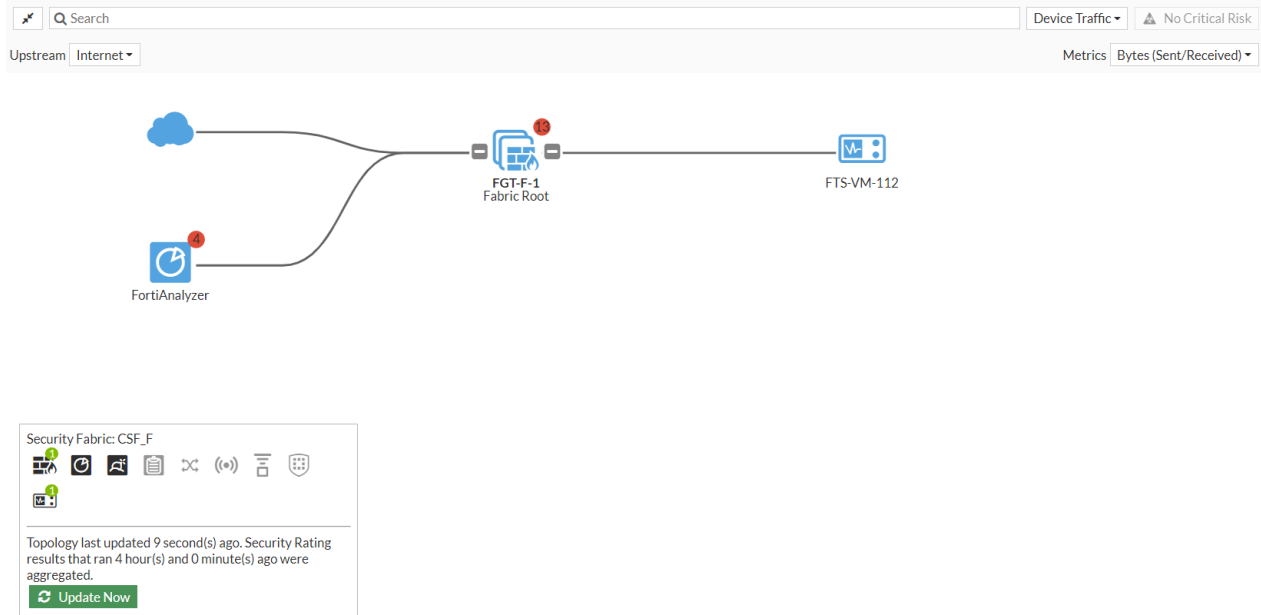 Search
Device Traffic
No Critical Risk
Upstream
Internet
Metrics
Bytes (Sent/Received)
13
FGT-F-1
Fabric Root
FTS-VM-112
4
FortiAnalyzer
Security Fabric: CSF_F
1
1
Topology last updated 9 second(s) ago. Security Rating
results that ran 4 hour(s) and 0 minute(s) ago were
aggregated.
Update Now